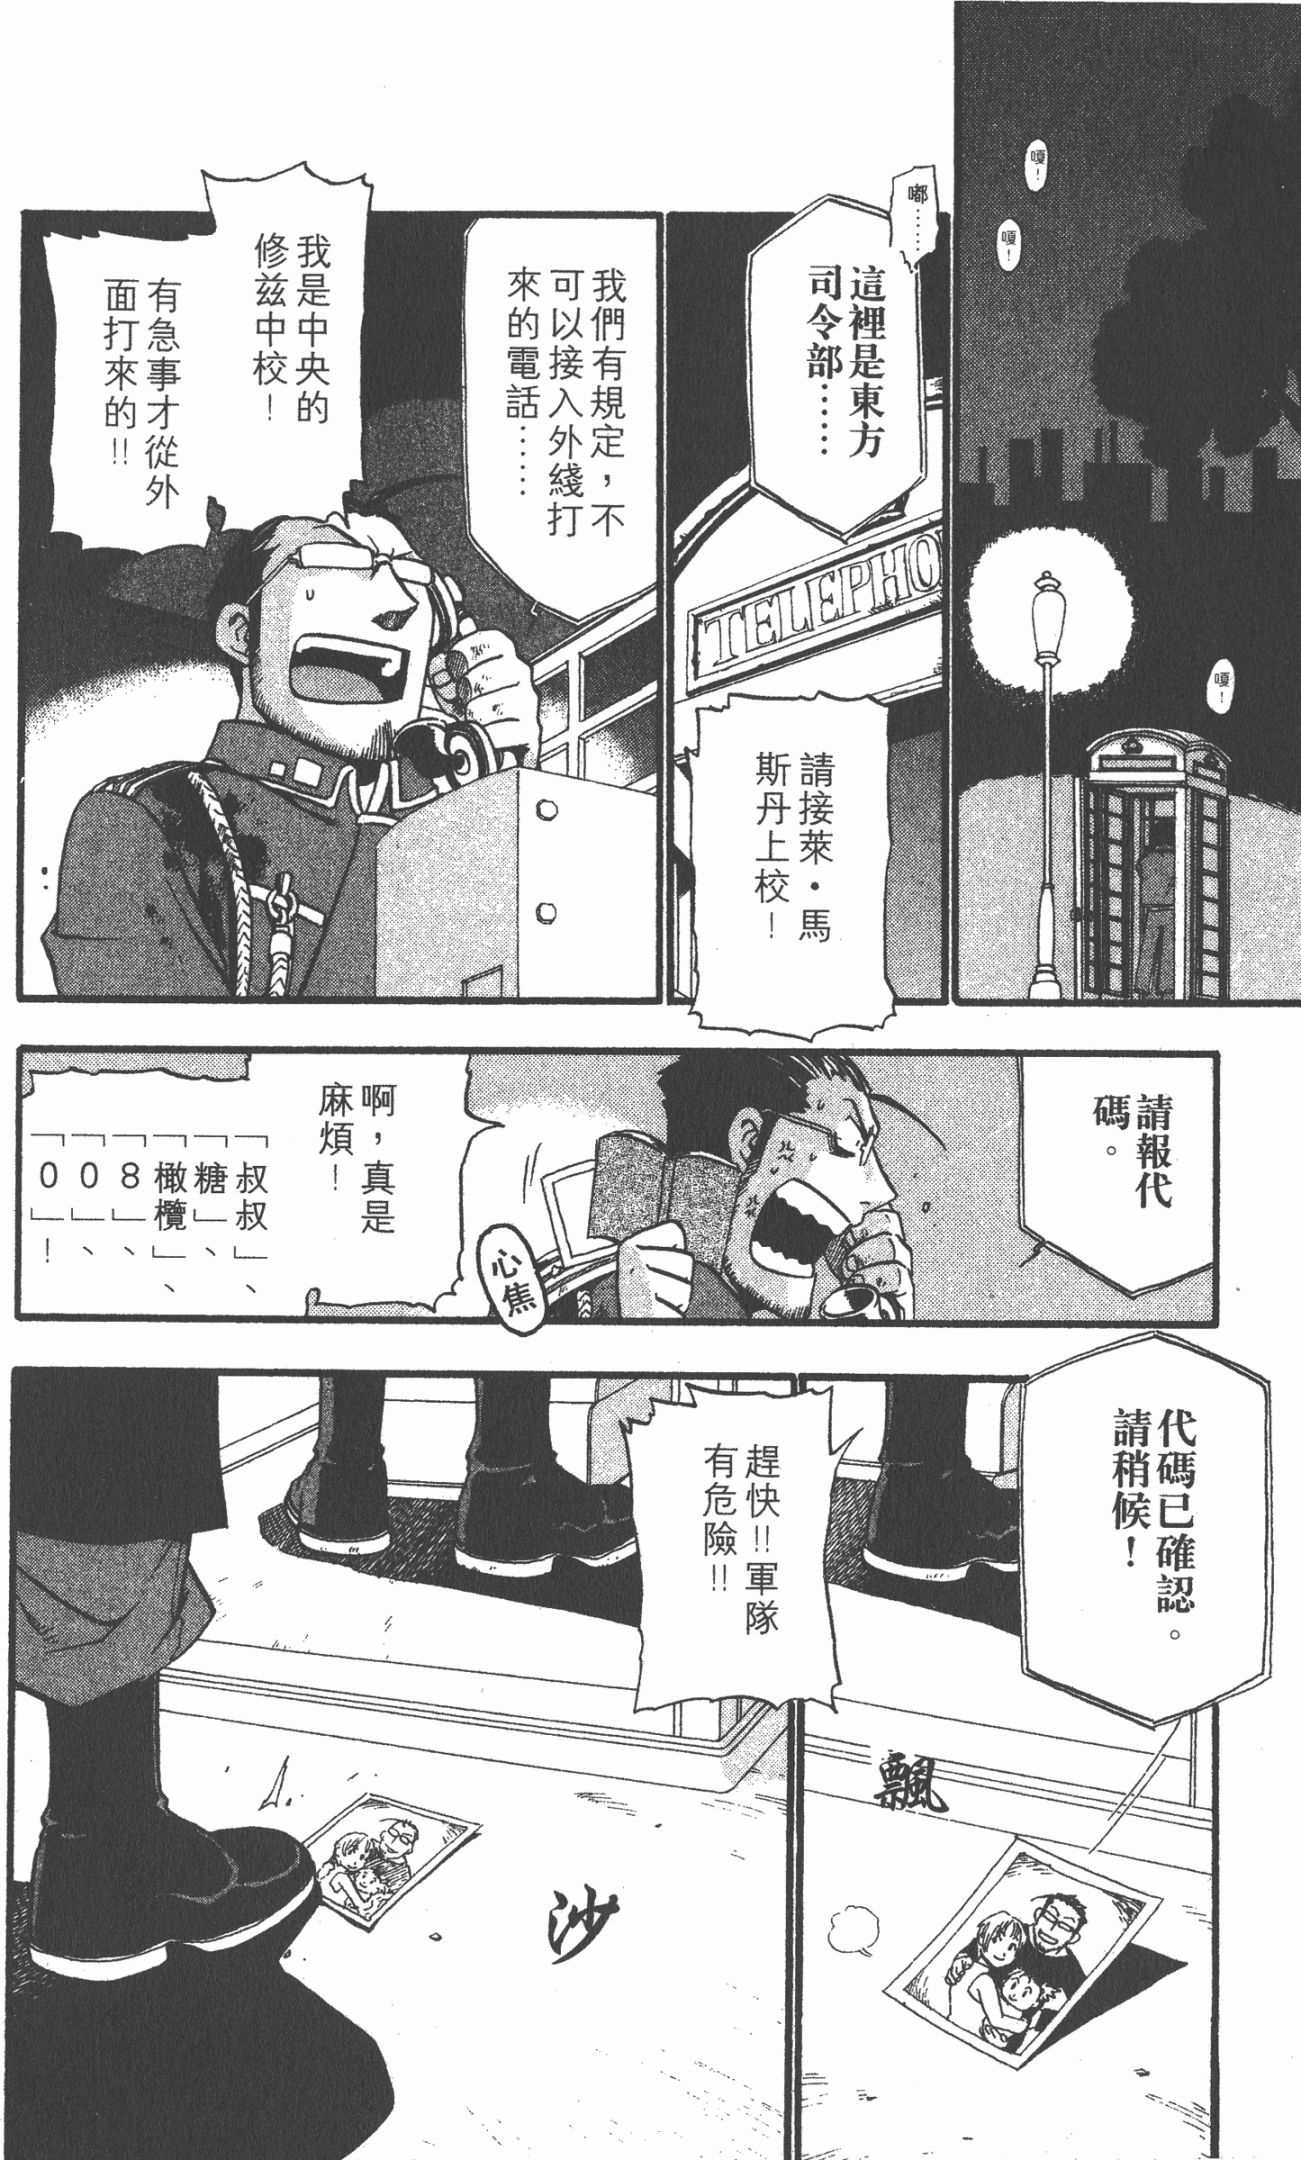 嘎！
嘎！
嘎！
嘟……
這裡是東方
司令部……
TELEPHO
請接萊·馬
斯丹上校！
我們有規定，不
可以接入外綫打
來的電話……
我是中央的
修茲中校！
有急事才從外
面打來的!!
請報代
碼。
心焦
啊，真是
麻煩！
「叔叔」、
「糖」、
「橄欖」、
「8」、
「0」、
「0」！
代碼已確認。
請稍候！
飄
趕快!!軍隊
有危險!!
沙